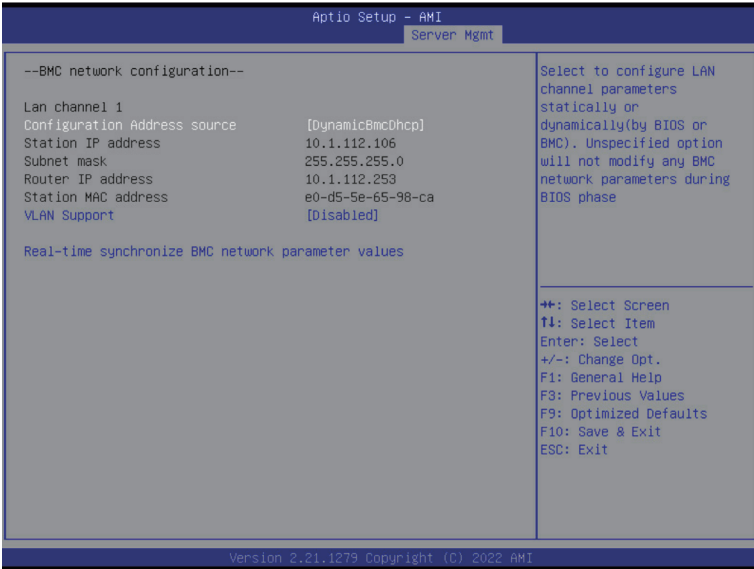 Aptio Setup – AMI
Server Mgmt
--BMC network configuration--
Lan channel 1
Configuration Address source [DynamicBmcDhcp]
Station IP address 10.1.112.106
Subnet mask 255.255.255.0
Router IP address 10.1.112.253
Station MAC address e0-d5-5e-65-98-ca
VLAN Support [Disabled]
Real-time synchronize BMC network parameter values
Select to configure LAN
channel parameters
statically or
dynamically(by BIOS or
BMC). Unspecified option
will not modify any BMC
network parameters during
BIOS phase
→←: Select Screen
↑↓: Select Item
Enter: Select
+/-: Change Opt.
F1: General Help
F3: Previous Values
F9: Optimized Defaults
F10: Save & Exit
ESC: Exit
Version 2.21.1279 Copyright (C) 2022 AMI